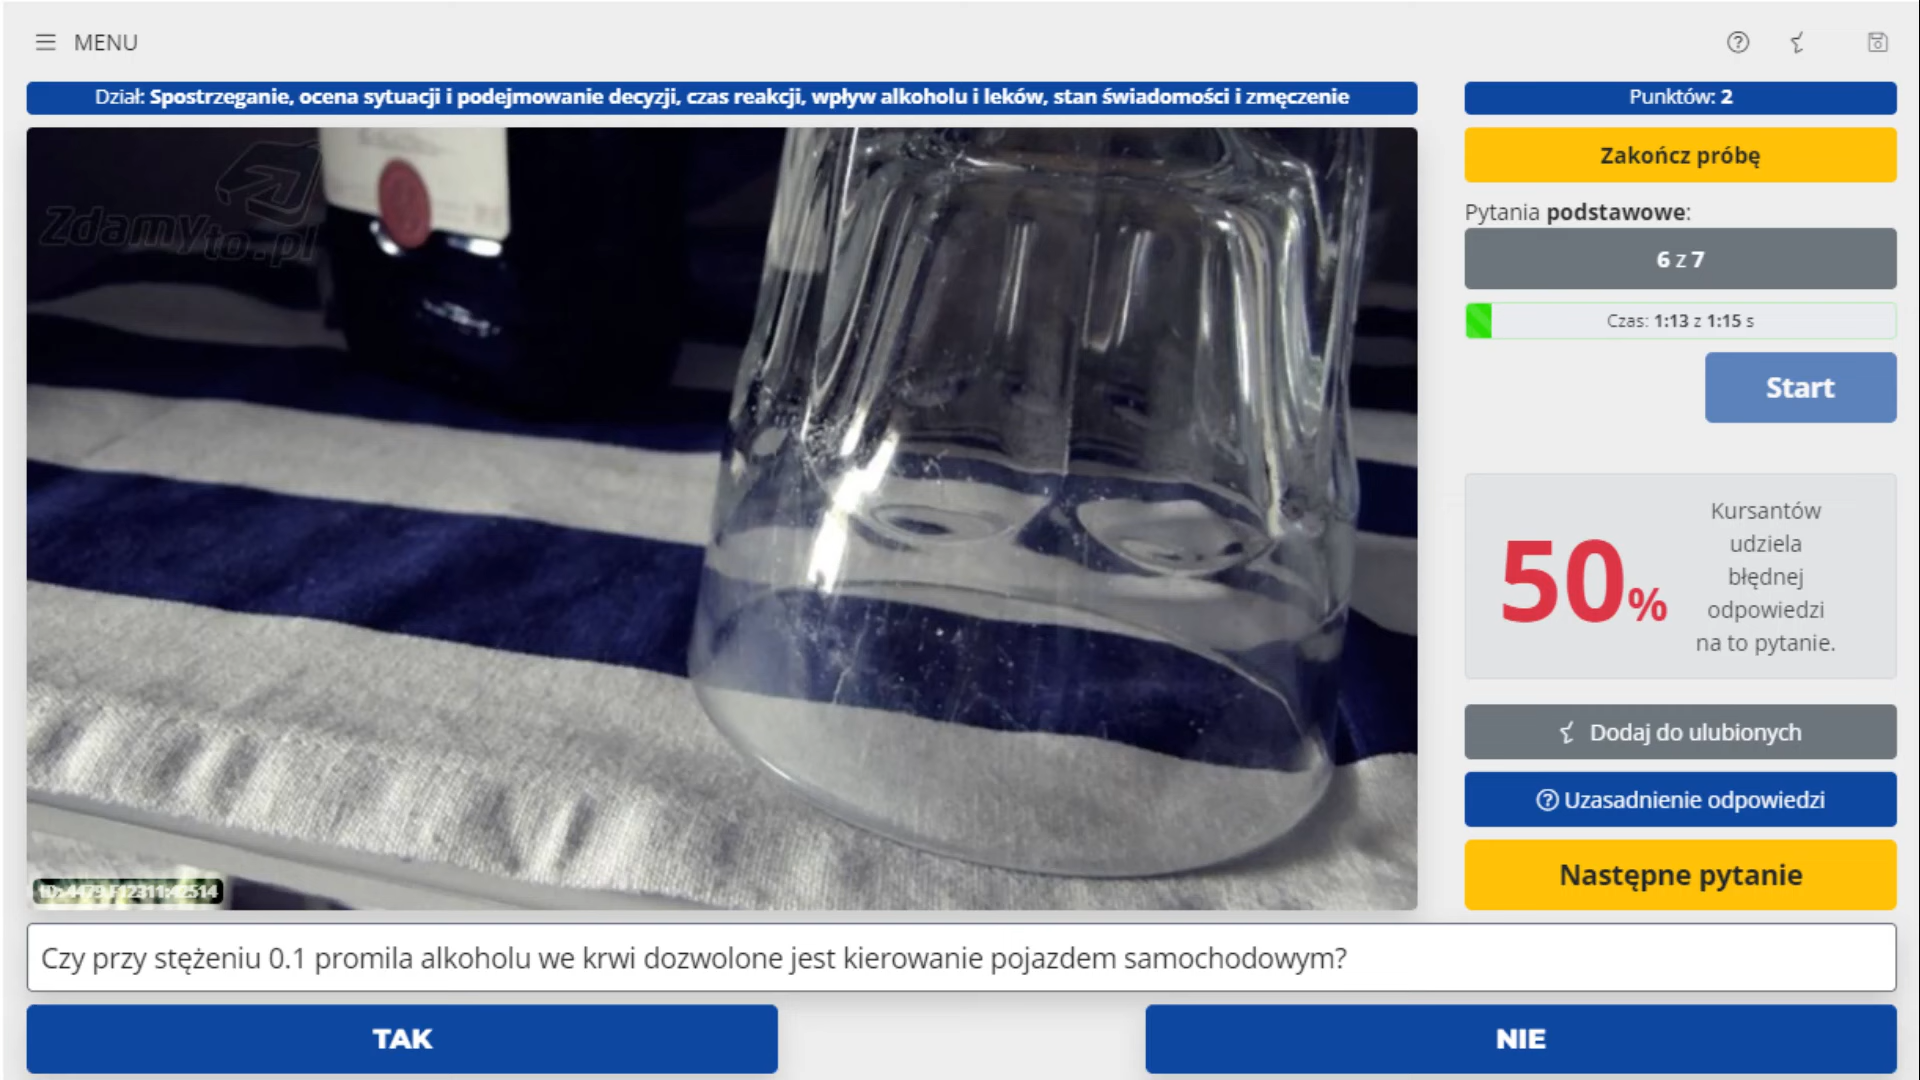 MENU
Dział: Spostrzeganie, ocena sytuacji i podejmowanie decyzji, czas reakcji, wpływ alkoholu i leków, stan świadomości i zmęczenie
Punktów: 2
Zakończ próbę
Zdamyto.pl
Pytania podstawowe:
6 z 7
Czas: 1:13 z 1:15 s
Start
50%
Kursantów
udziela
błędnej
odpowiedzi
na to pytanie.
Dodaj do ulubionych
Uzasadnienie odpowiedzi
Następne pytanie
Czy przy stężeniu 0.1 promila alkoholu we krwi dozwolone jest kierowanie pojazdem samochodowym?
TAK
NIE